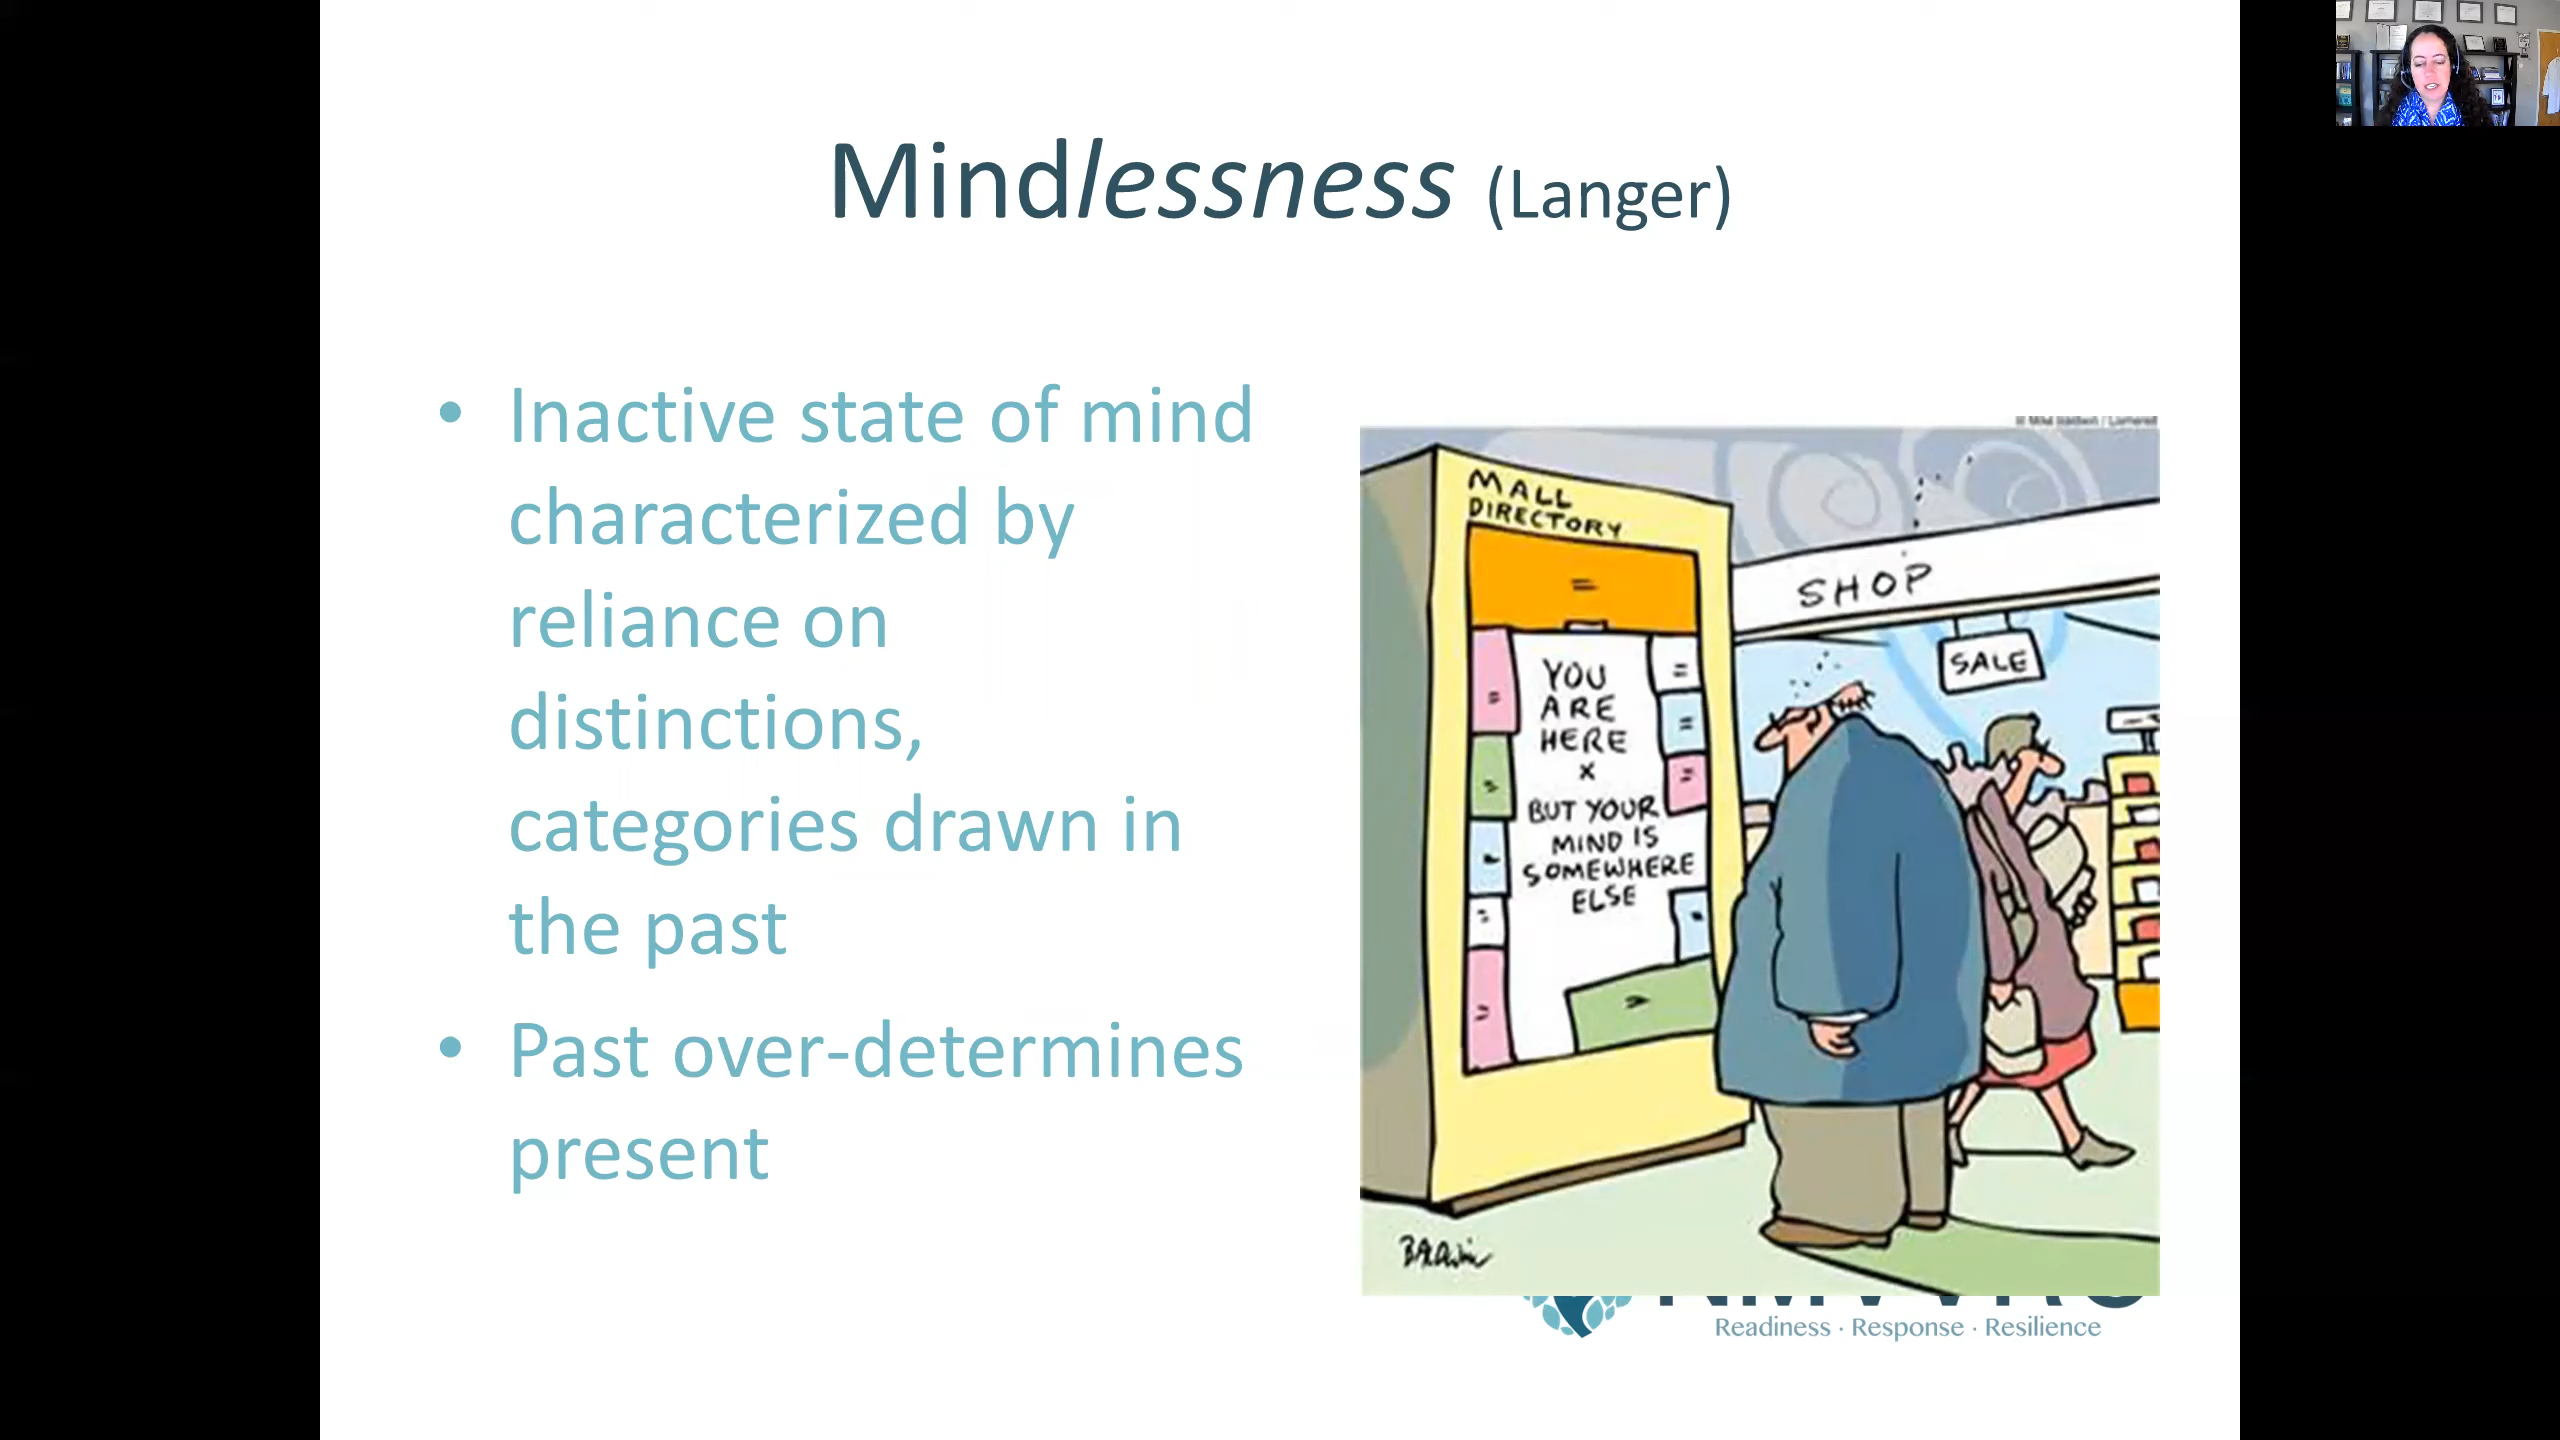 Mindlessness (Langer)
• Inactive state of mind
characterized by
reliance on
distinctions,
categories drawn in
the past
• Past over-determines
present
MALL
DIRECTORY
YOU
ARE
HERE
x
BUT YOUR
MIND IS
SOMEWHERE
ELSE
SHOP
SALE
Readiness · Response · Resilience